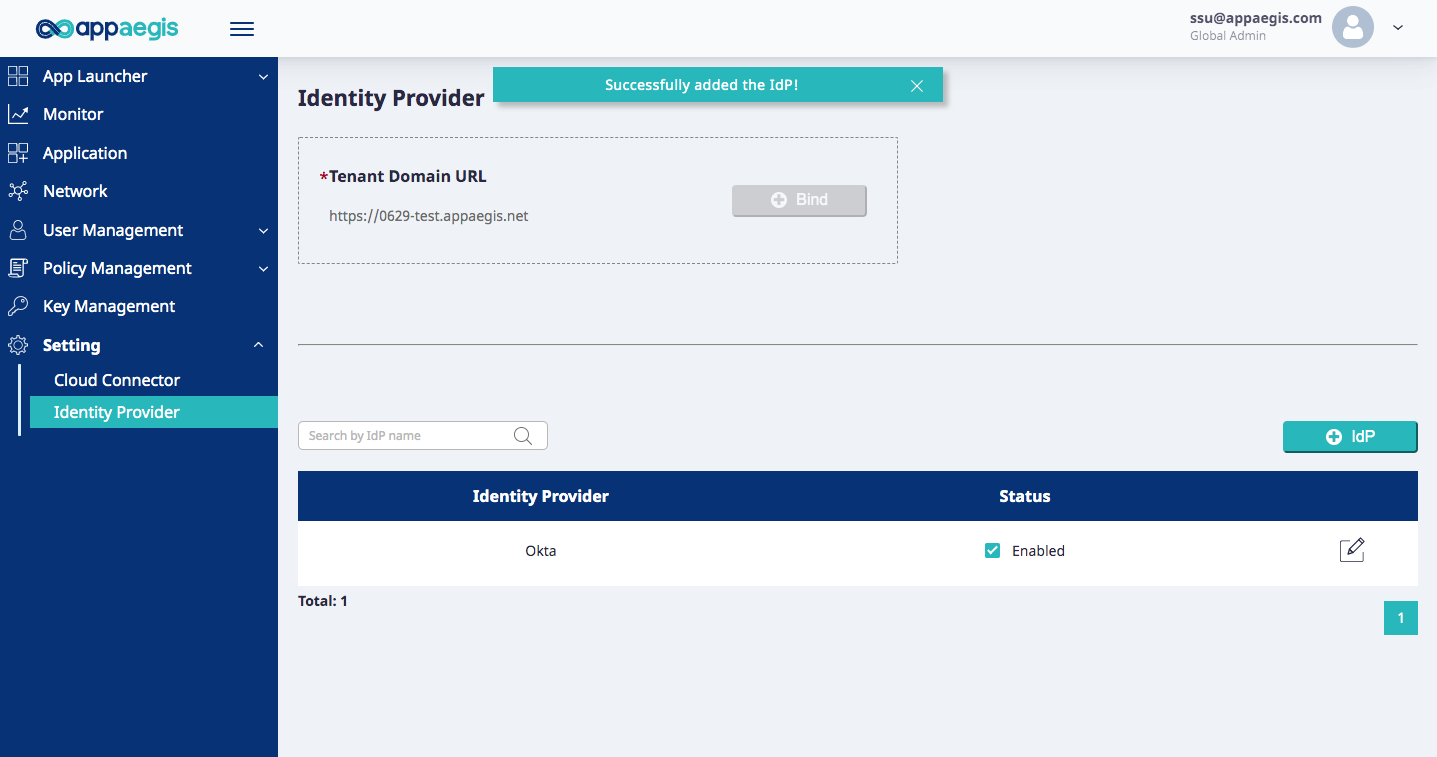 appaegis
ssu@appaegis.com
Global Admin
App Launcher
Monitor
Application
Network
User Management
Policy Management
Key Management
Setting
Cloud Connector
Identity Provider
Identity Provider
Successfully added the IdP!
*Tenant Domain URL
https://0629-test.appaegis.net
Bind
Search by IdP name
IdP
Identity Provider Status
Okta Enabled
Total: 1
1